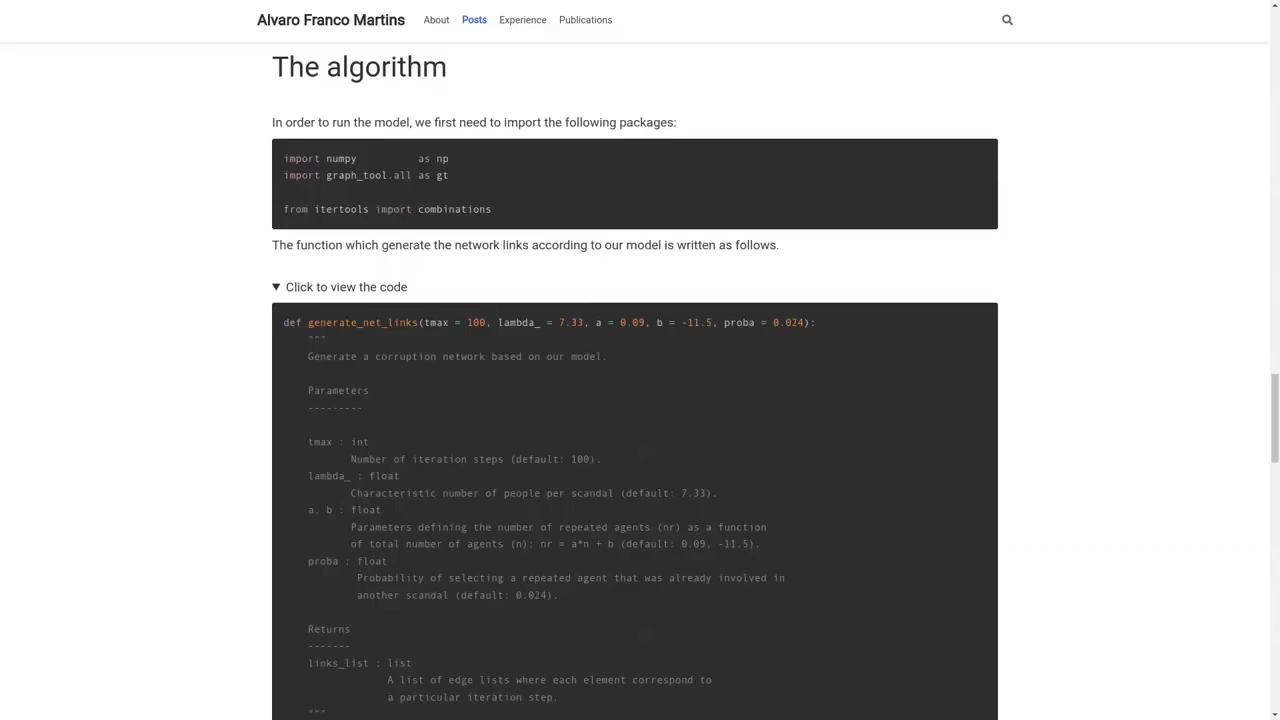 Alvaro Franco Martins About Posts Experience Publications
The algorithm
In order to run the model, we first need to import the following packages:
import numpy         as np
import graph_tool.all as gt
from itertools import combinations
The function which generate the network links according to our model is written as follows.
▼ Click to view the code
def generate_net_links(tmax = 100, lambda_ = 7.33, a = 0.09, b = -11.5, proba = 0.024):
"""
Generate a corruption network based on our model.
Parameters
---------
tmax : int
Number of iteration steps (default: 100).
lambda_ : float
Characteristic number of people per scandal (default: 7.33).
a, b : float
Parameters defining the number of repeated agents (nr) as a function
of total number of agents (n): nr = a*n + b (default: 0.09, -11.5).
proba : float
Probability of selecting a repeated agent that was already involved in
another scandal (default: 0.024).
Returns
-------
links_list : list
A list of edge lists where each element correspond to
a particular iteration step.
"""